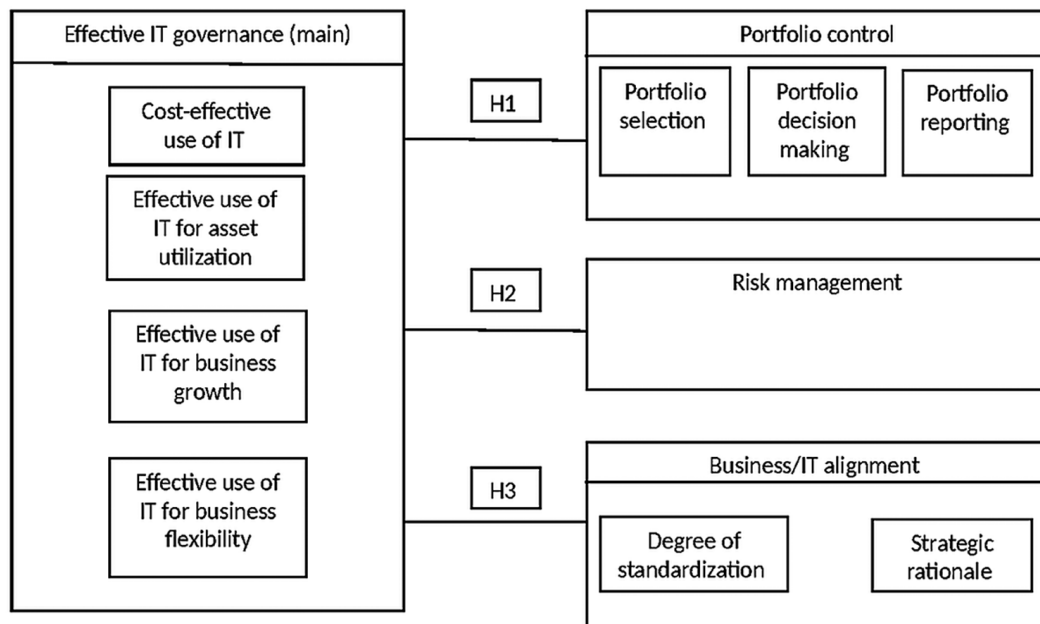 Effective IT governance (main)
Cost-effective
use of IT
Effective use of
IT for asset
utilization
Effective use of
IT for business
growth
Effective use of
IT for business
flexibility
H1
H2
H3
Portfolio control
Portfolio
selection
Portfolio
decision
making
Portfolio
reporting
Risk management
Business/IT alignment
Degree of
standardization
Strategic
rationale